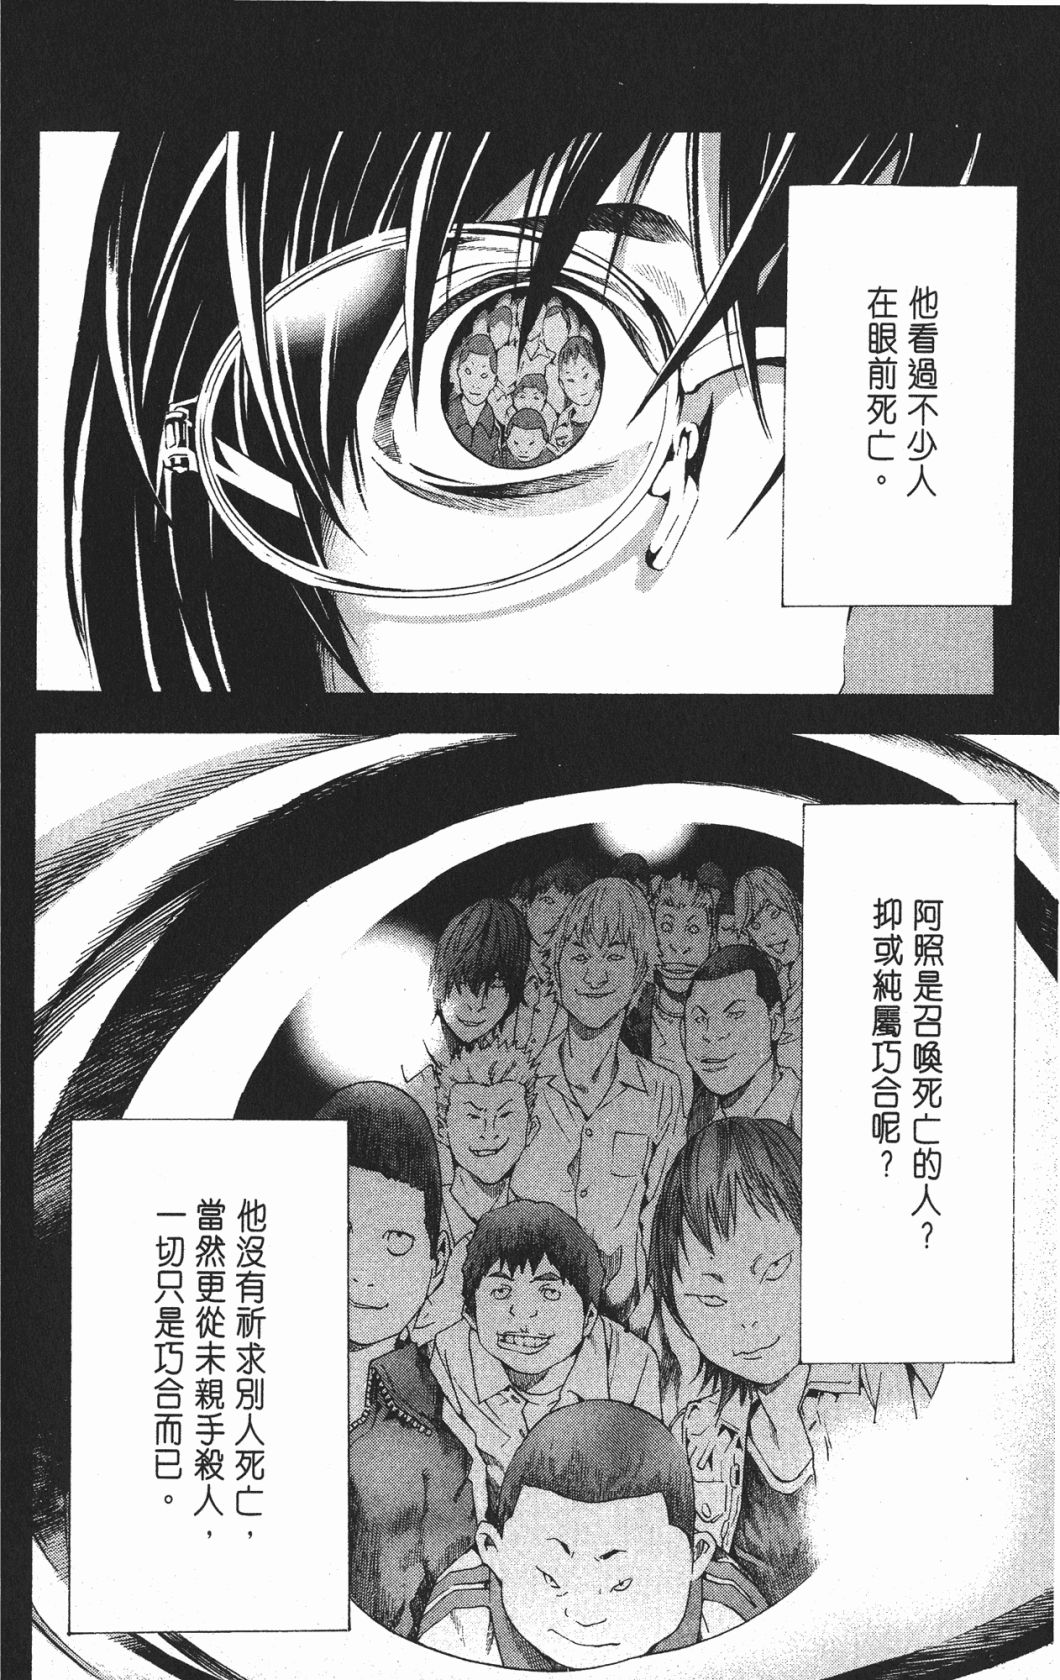 他看過不少人
在眼前死亡。
阿照是召喚死亡的人？
抑或純屬巧合呢？
他沒有祈求別人死亡，
當然更從未親手殺人，
一切只是巧合而已。